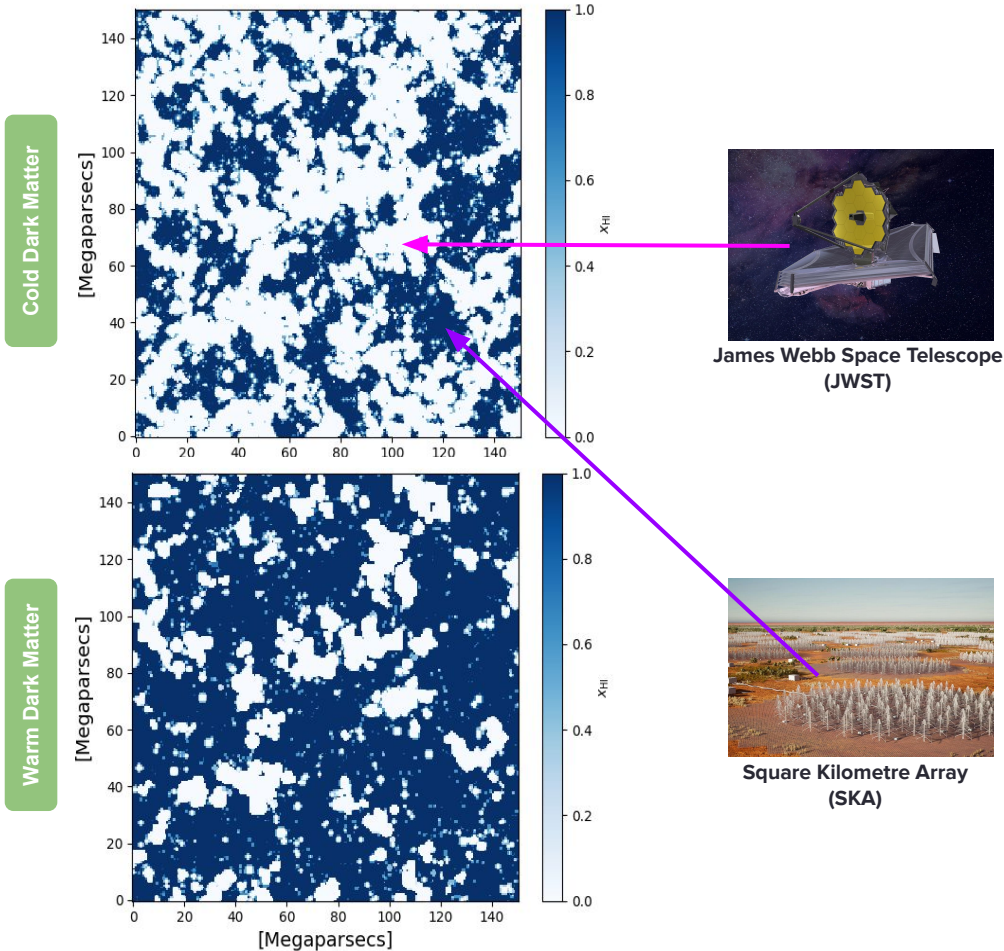 Cold Dark Matter
[Megaparsecs]
140
120
100
80
60
40
20
0
0 20 40 60 80 100 120 140
1.0
0.8
0.6
0.4
0.2
0.0
xHI
James Webb Space Telescope
(JWST)
Warm Dark Matter
[Megaparsecs]
140
120
100
80
60
40
20
0
0 20 40 60 80 100 120 140
[Megaparsecs]
1.0
0.8
0.6
0.4
0.2
0.0
xHI
Square Kilometre Array
(SKA)